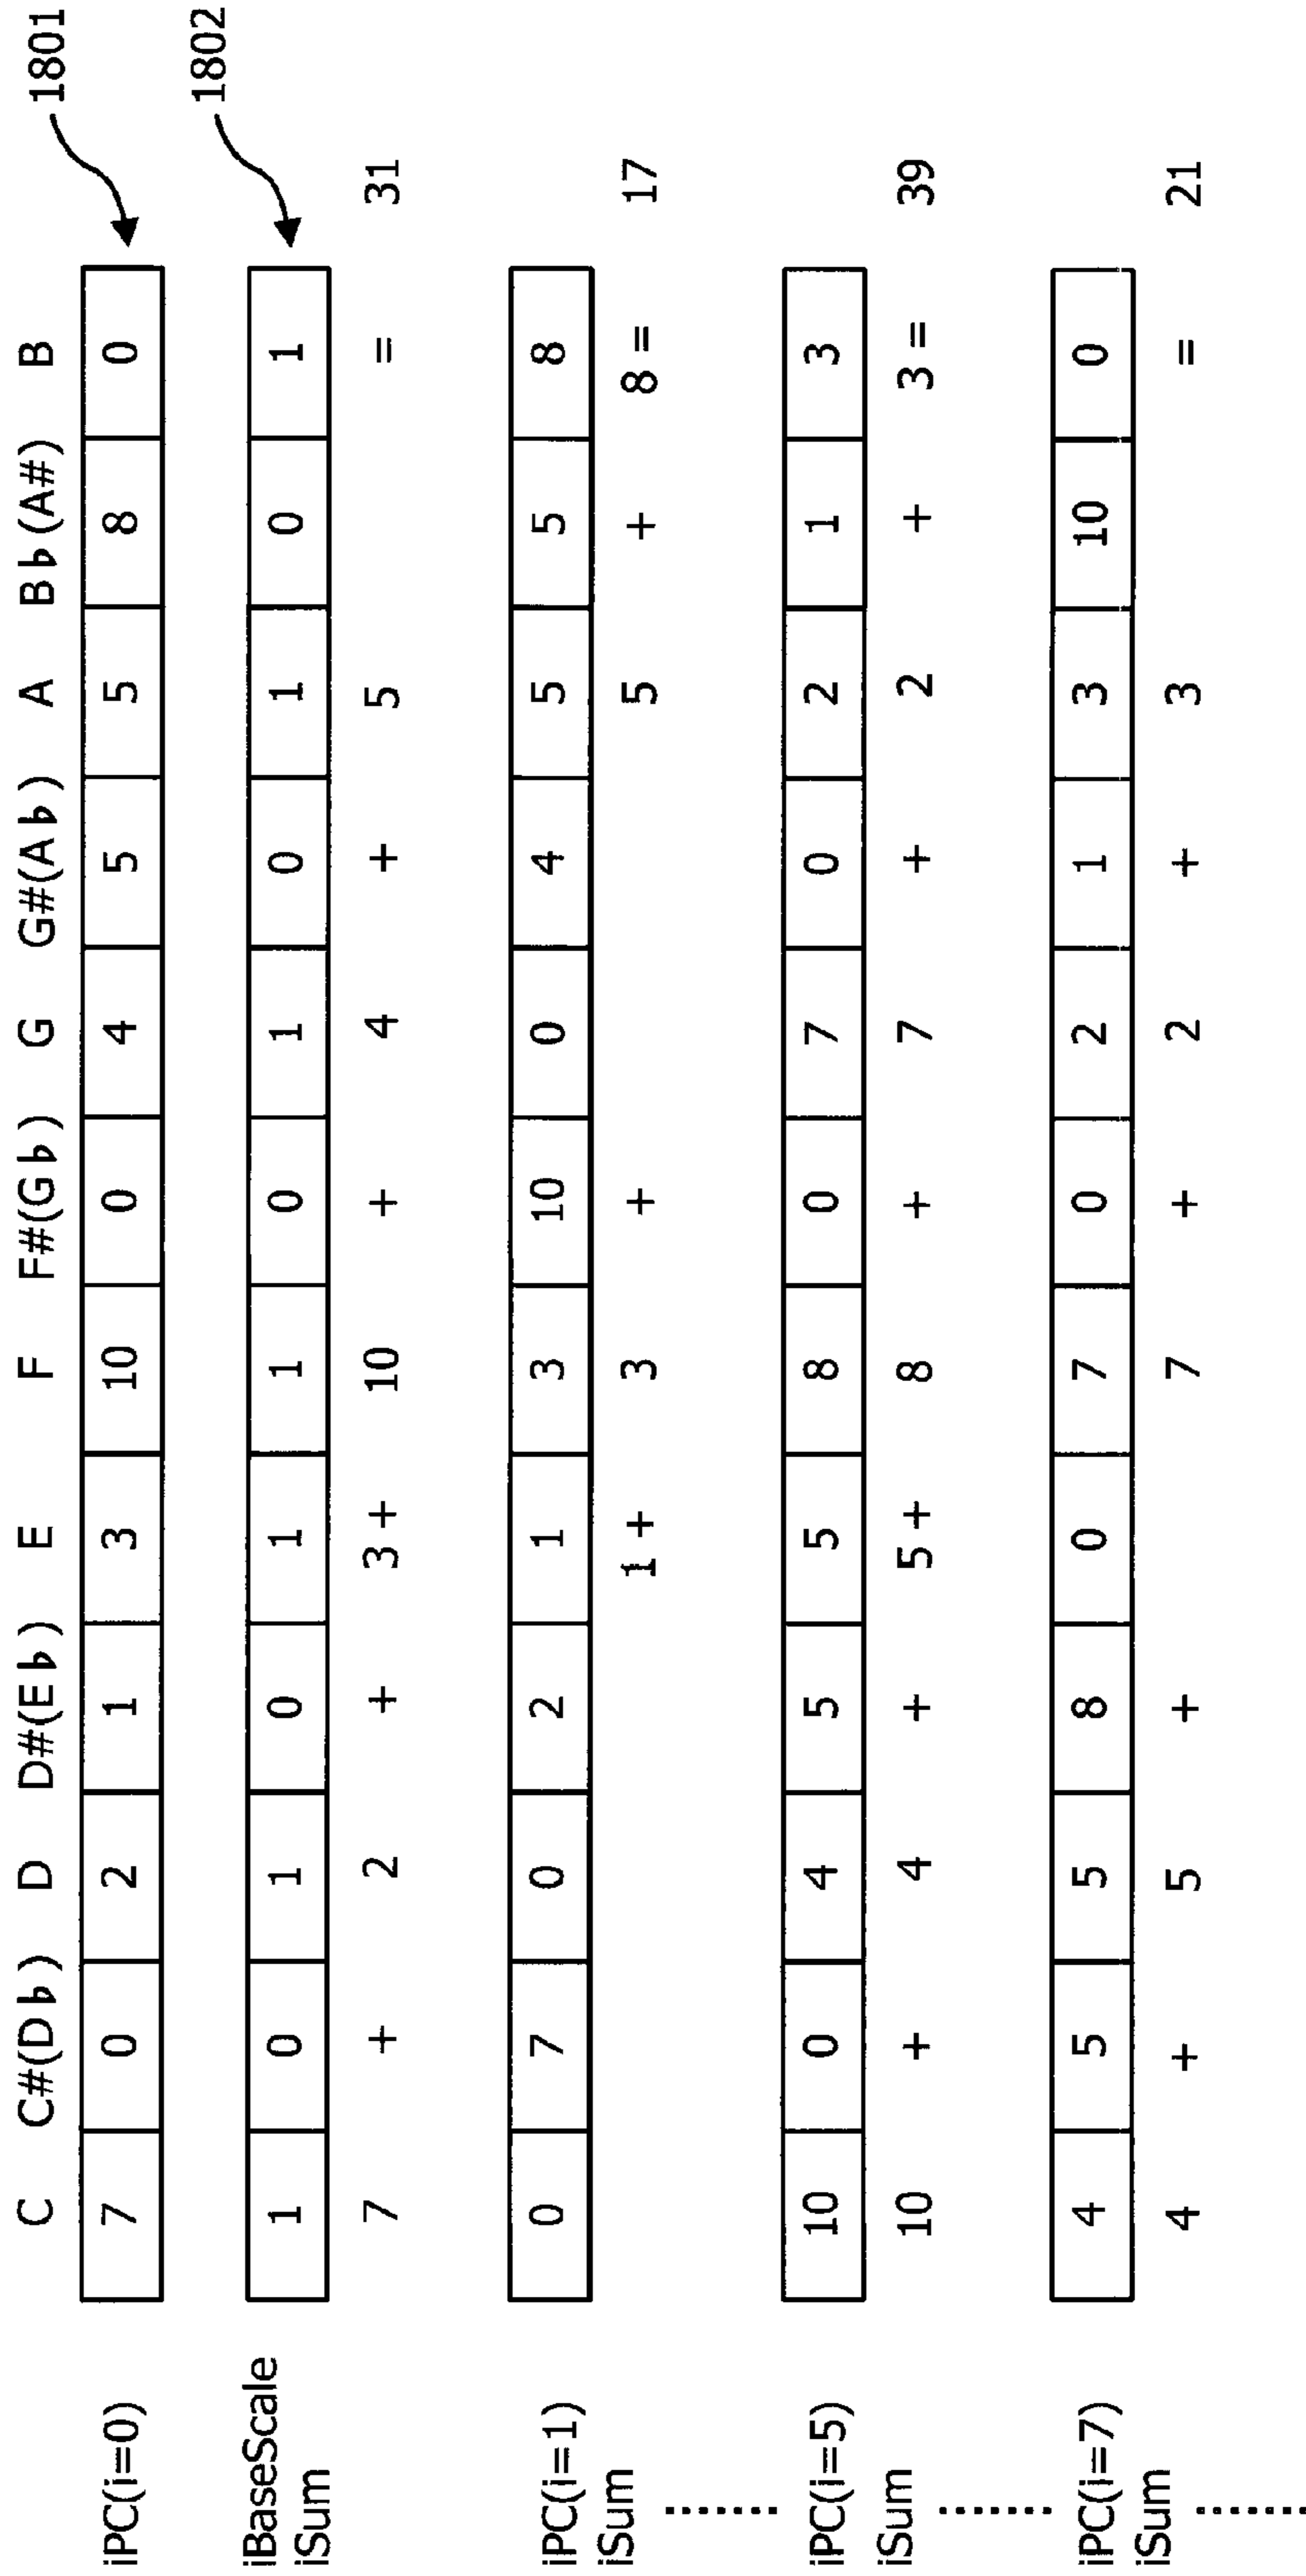 C C#(D♭) D D#(E♭) E F F#(G♭) G G#(A♭) A B♭(A#) B
iPC(i=0) 7 0 2 1 3 10 0 4 5 5 8 0 1801
iBaseScale 1 0 1 0 1 1 0 1 0 1 0 1 1802
iSum 7 + 2 + 3 + 10 + 4 + 5 = 31
iPC(i=1) 0 7 0 2 1 3 10 0 4 5 5 8
iSum 1 + 3 + 5 + 8 = 17
iPC(i=5) 10 0 4 5 5 8 0 7 0 2 1 3
iSum 10 + 4 + 5 + 8 + 7 + 2 + 3 = 39
iPC(i=7) 4 5 5 8 0 7 0 2 1 3 10 0
iSum 4 + 5 + 7 + 2 + 3 = 21